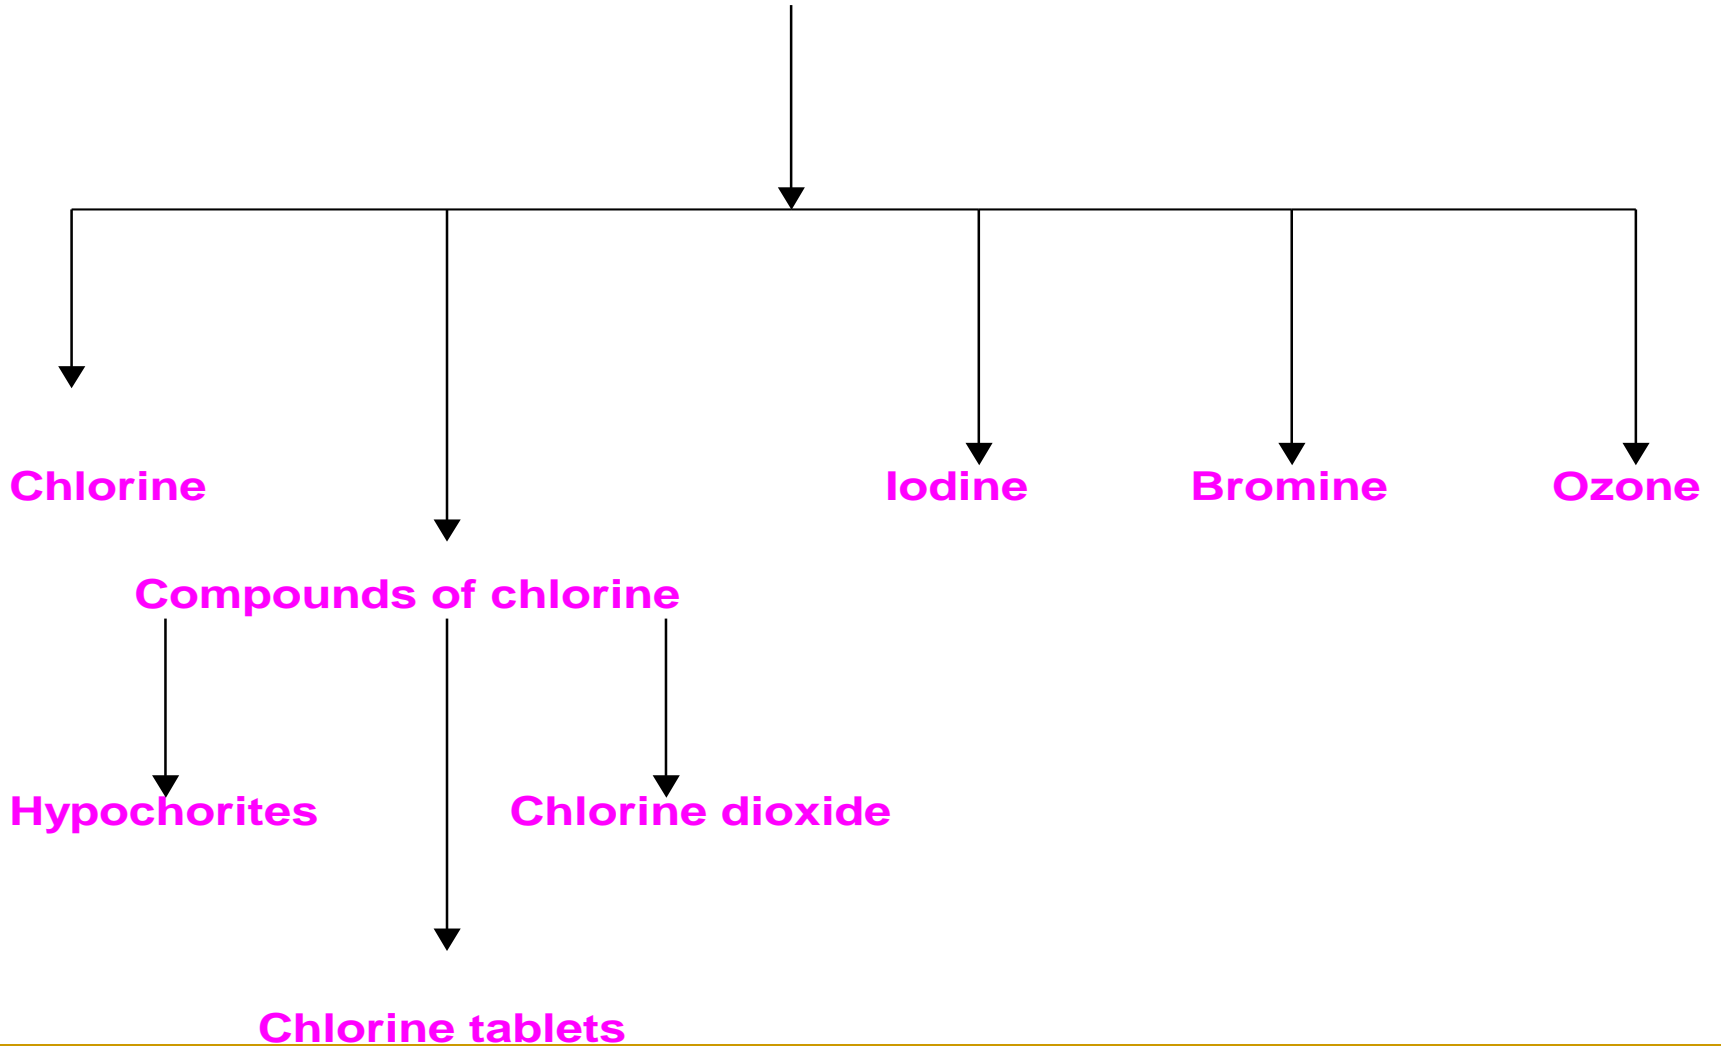 Chlorine
Iodine
Bromine
Ozone
Compounds of chlorine
Hypochorites
Chlorine dioxide
Chlorine tablets